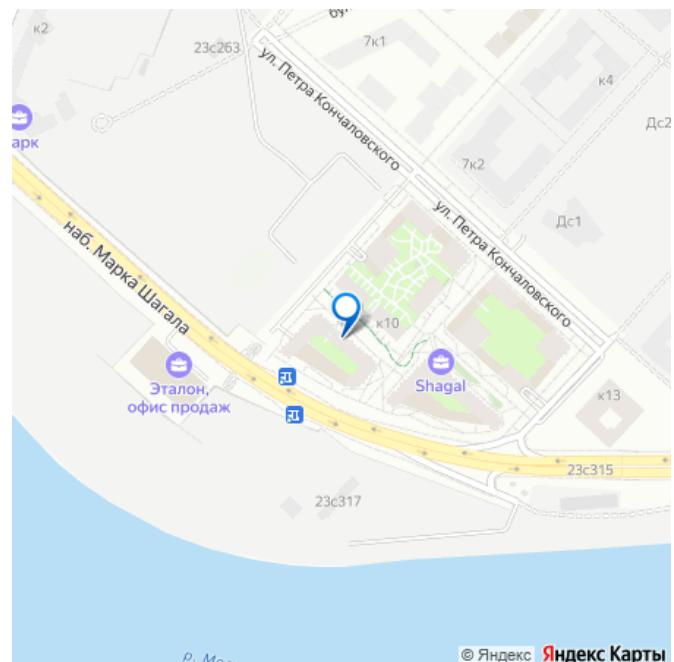 к2
23с263
7к1
к4
Дс2
арк
ул. Петра Кончаловского
7к2
ул. Петра Кончаловского
Дс1
наб. Марка Шагала
к10
Shagal
Эталон,
офис продаж
к13
23с315
23с317
р. Мос
© Яндекс Яндекс Карты